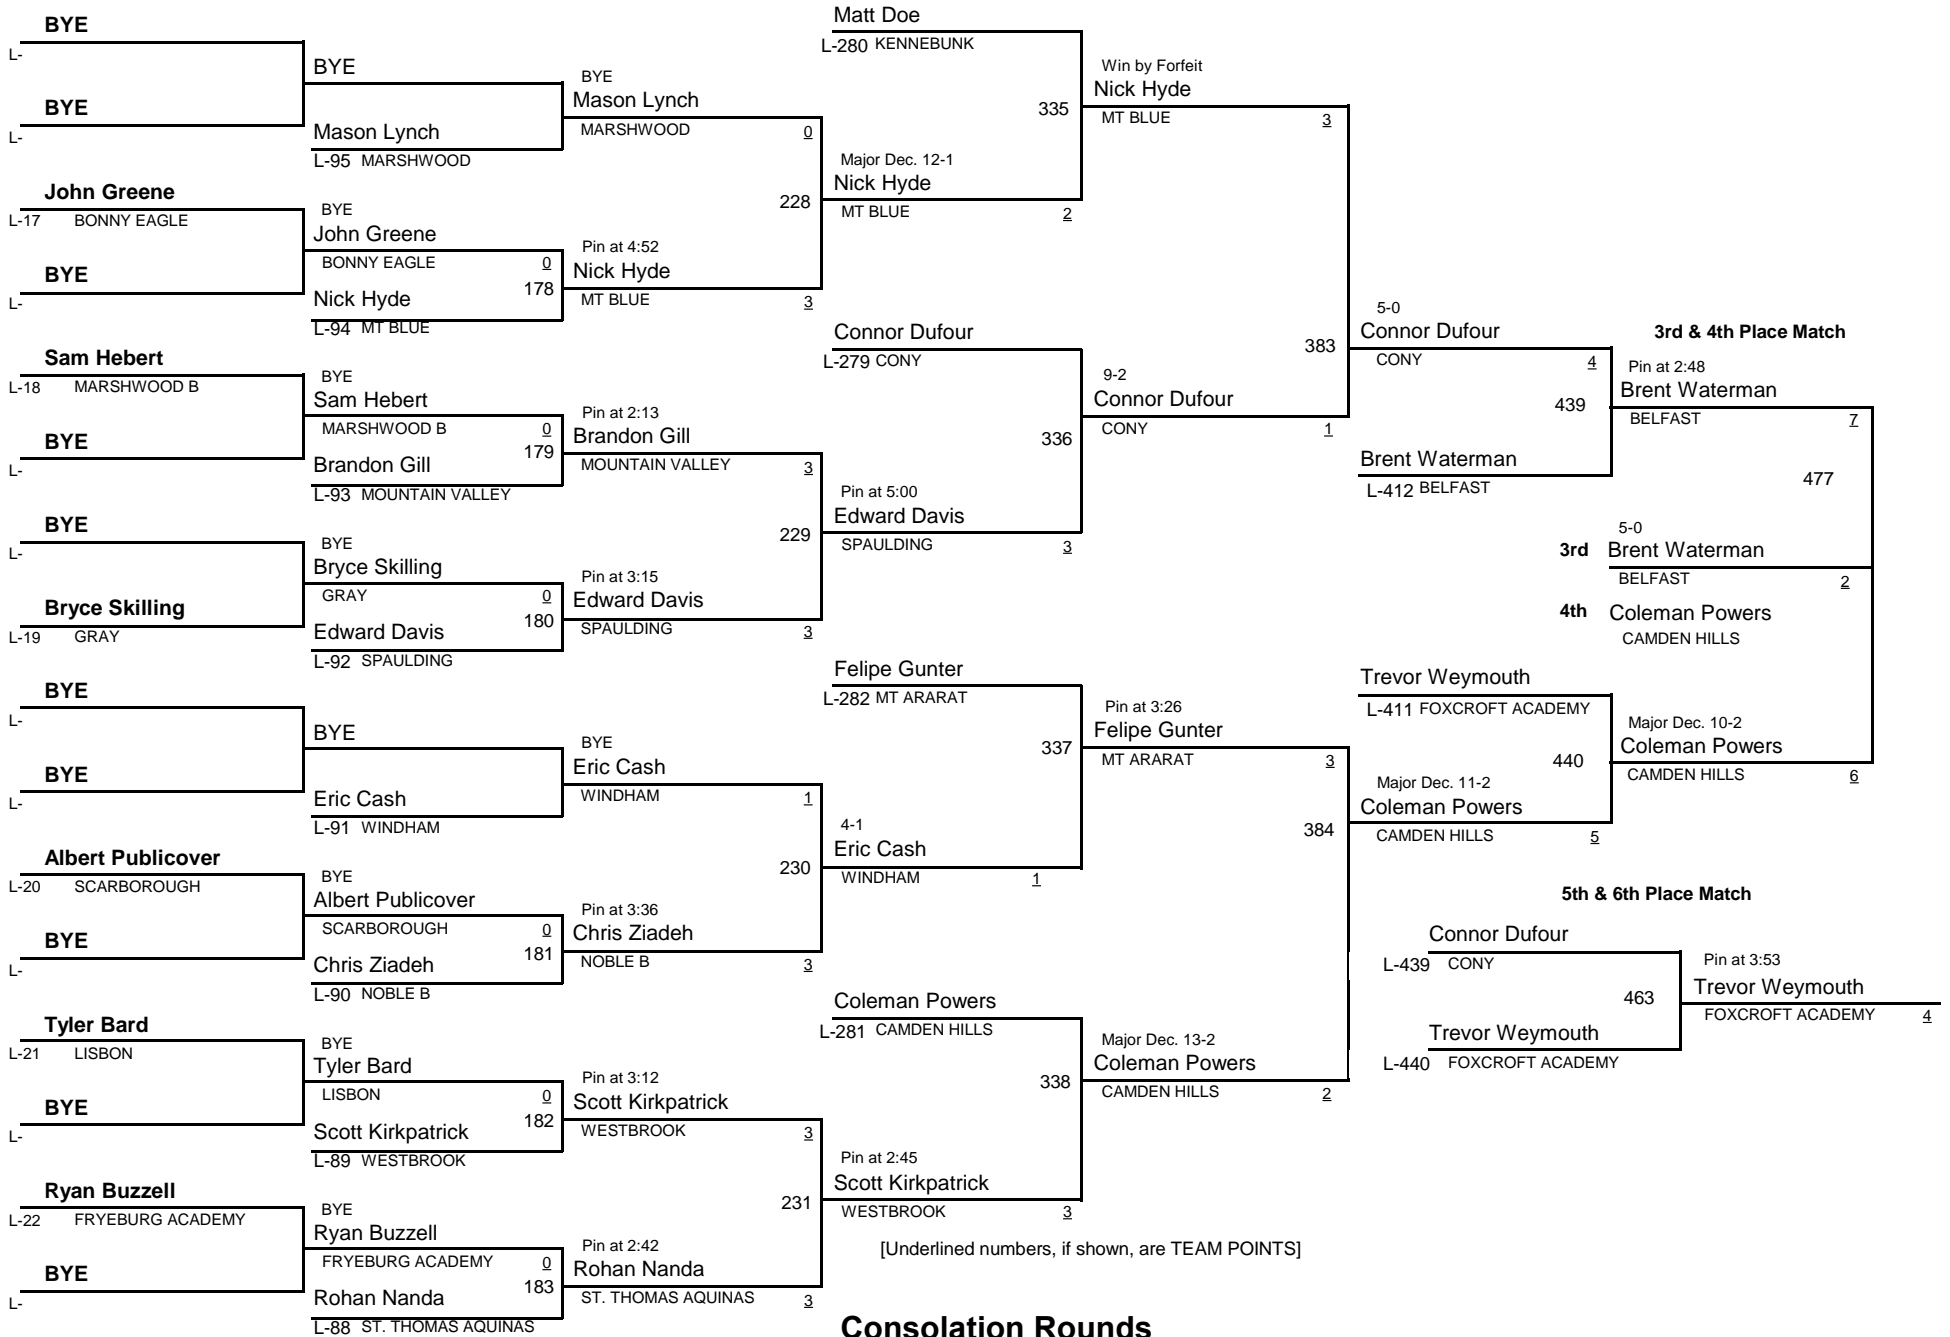 BYE
L-
BYE
L-
John Greene
L-17 BONNY EAGLE
BYE
L-
Sam Hebert
L-18 MARSHWOOD B
BYE
L-
BYE
L-
Bryce Skilling
L-19 GRAY
BYE
L-
BYE
L-
Albert Publicover
L-20 SCARBOROUGH
BYE
L-
Tyler Bard
L-21 LISBON
BYE
L-
Ryan Buzzell
L-22 FRYEBURG ACADEMY
BYE
L-
BYE
Mason Lynch
L-95 MARSHWOOD
BYE
John Greene
BONNY EAGLE 0
178
Nick Hyde
L-94 MT BLUE
BYE
Sam Hebert
MARSHWOOD B 0
179
Brandon Gill
L-93 MOUNTAIN VALLEY
BYE
Bryce Skilling
GRAY 0
180
Edward Davis
L-92 SPAULDING
BYE
Eric Cash
L-91 WINDHAM
BYE
Albert Publicover
SCARBOROUGH 0
181
Chris Ziadeh
L-90 NOBLE B
BYE
Tyler Bard
LISBON 0
182
Scott Kirkpatrick
L-89 WESTBROOK
BYE
Ryan Buzzell
FRYEBURG ACADEMY 0
183
Rohan Nanda
L-88 ST. THOMAS AQUINAS
BYE
Mason Lynch
MARSHWOOD 0
228
Pin at 4:52
Nick Hyde
MT BLUE 3
Pin at 2:13
Brandon Gill
MOUNTAIN VALLEY 3
229
Pin at 3:15
Edward Davis
SPAULDING 3
BYE
Eric Cash
WINDHAM 1
230
Pin at 3:36
Chris Ziadeh
NOBLE B 3
Pin at 3:12
Scott Kirkpatrick
WESTBROOK 3
231
Pin at 2:42
Rohan Nanda
ST. THOMAS AQUINAS 3
Matt Doe
L-280 KENNEBUNK
335
Major Dec. 12-1
Nick Hyde
MT BLUE 2
Connor Dufour
L-279 CONY
336
Pin at 5:00
Edward Davis
SPAULDING 3
Felipe Gunter
L-282 MT ARARAT
337
4-1
Eric Cash
WINDHAM 1
Coleman Powers
L-281 CAMDEN HILLS
338
Pin at 2:45
Scott Kirkpatrick
WESTBROOK 3
Win by Forfeit
Nick Hyde
MT BLUE 3
383
9-2
Connor Dufour
CONY 1
Pin at 3:26
Felipe Gunter
MT ARARAT 3
384
Major Dec. 13-2
Coleman Powers
CAMDEN HILLS 2
5-0
Connor Dufour
CONY 4
439
Brent Waterman
L-412 BELFAST
Trevor Weymouth
L-411 FOXCROFT ACADEMY
440
Major Dec. 11-2
Coleman Powers
CAMDEN HILLS 5
3rd & 4th Place Match
Pin at 2:48
Brent Waterman
BELFAST 7
477
5-0
3rd Brent Waterman
BELFAST 2
4th Coleman Powers
CAMDEN HILLS
Major Dec. 10-2
Coleman Powers
CAMDEN HILLS 6
5th & 6th Place Match
Connor Dufour
L-439 CONY
463
Trevor Weymouth
L-440 FOXCROFT ACADEMY
Pin at 3:53
Trevor Weymouth
FOXCROFT ACADEMY 4
[Underlined numbers, if shown, are TEAM POINTS]
Consolation Rounds